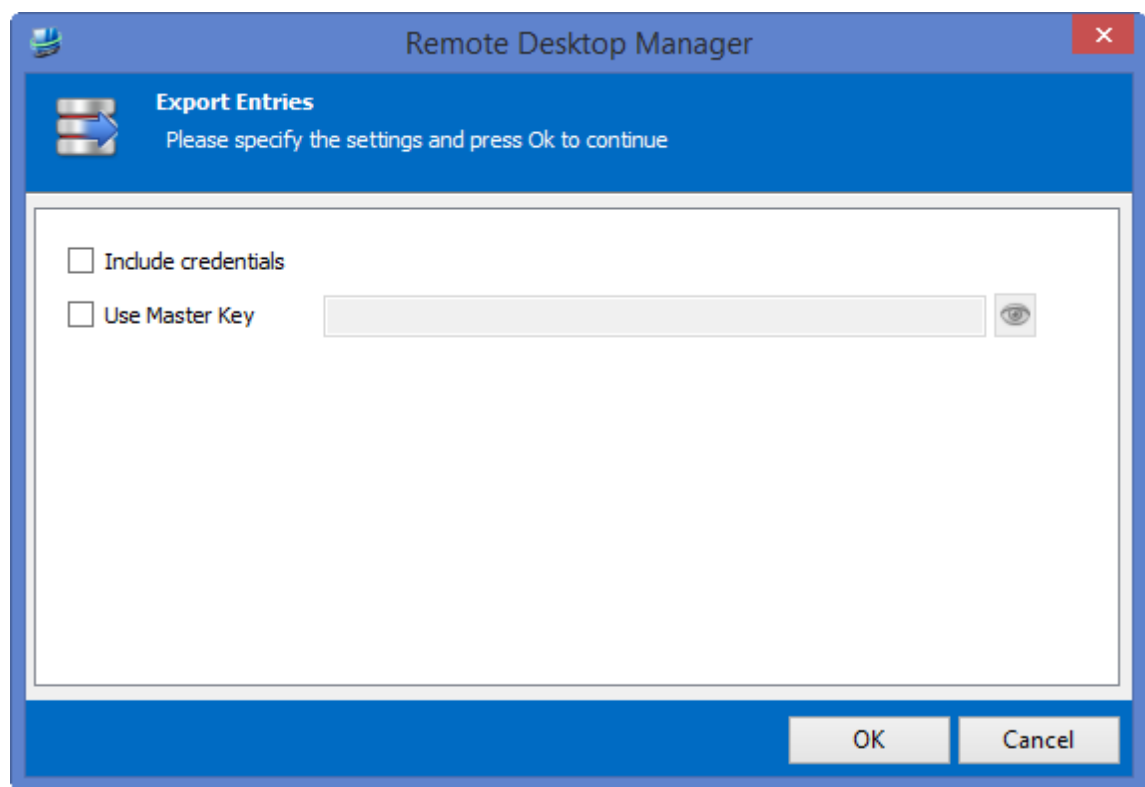 Remote Desktop Manager
Export Entries
Please specify the settings and press Ok to continue
Include credentials
Use Master Key
OK Cancel